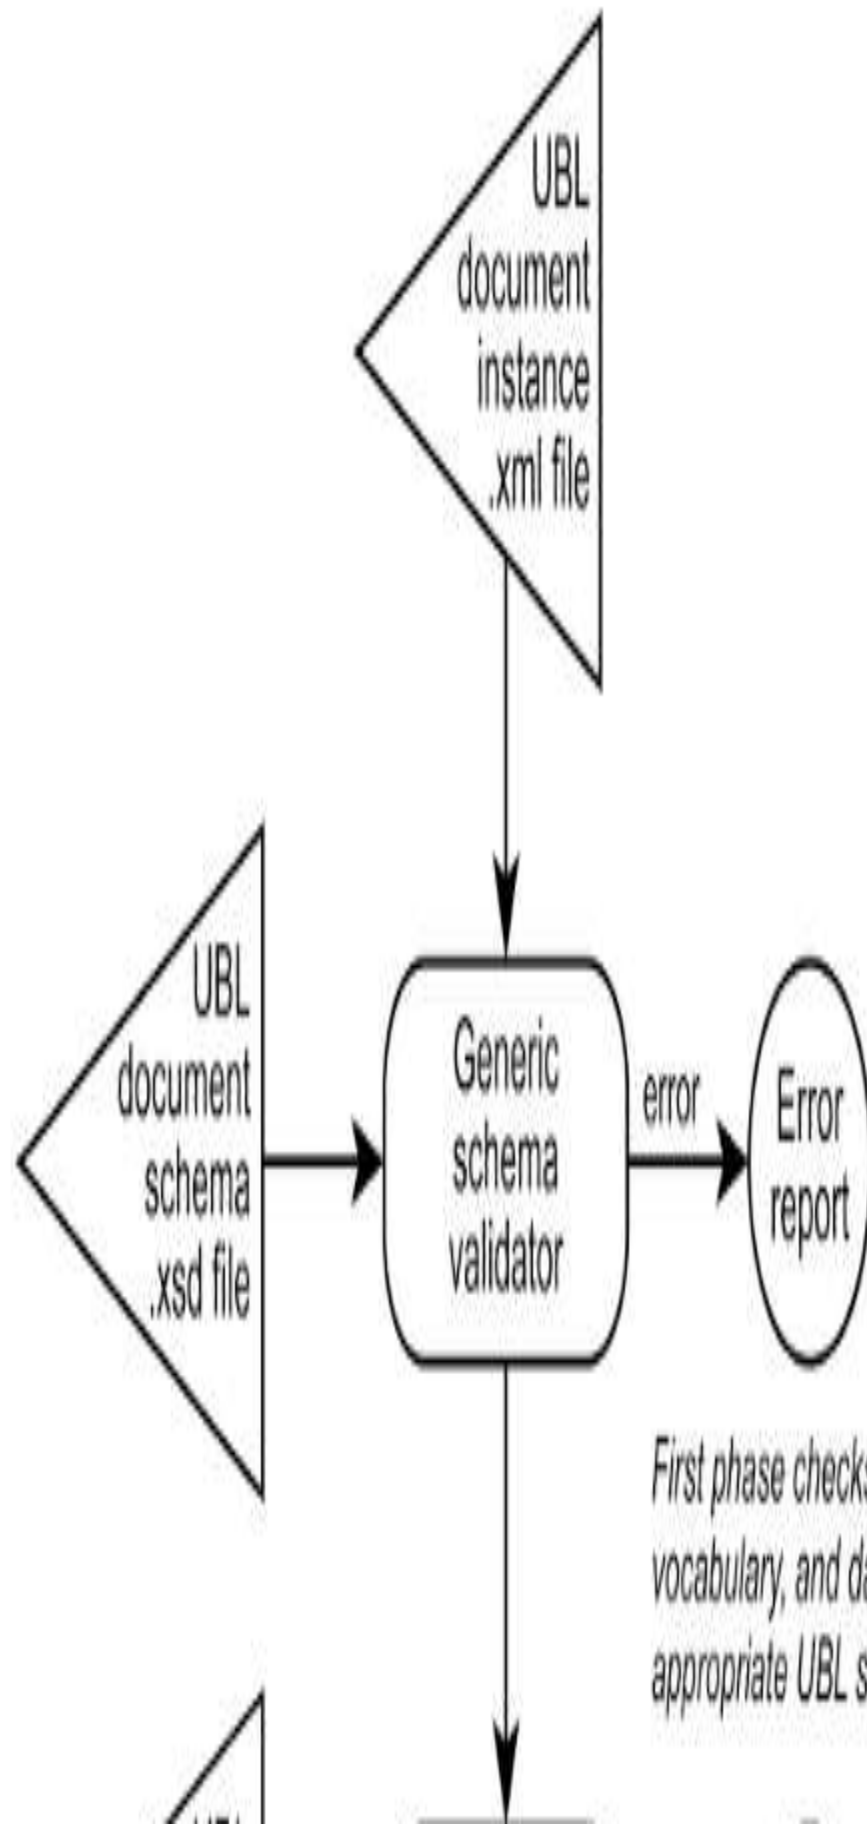 UBL
document
instance
.xml file
UBL
document
schema
.xsd file
Generic
schema
validator
error
Error
report
First phase checks
vocabulary, and
appropriate UBL